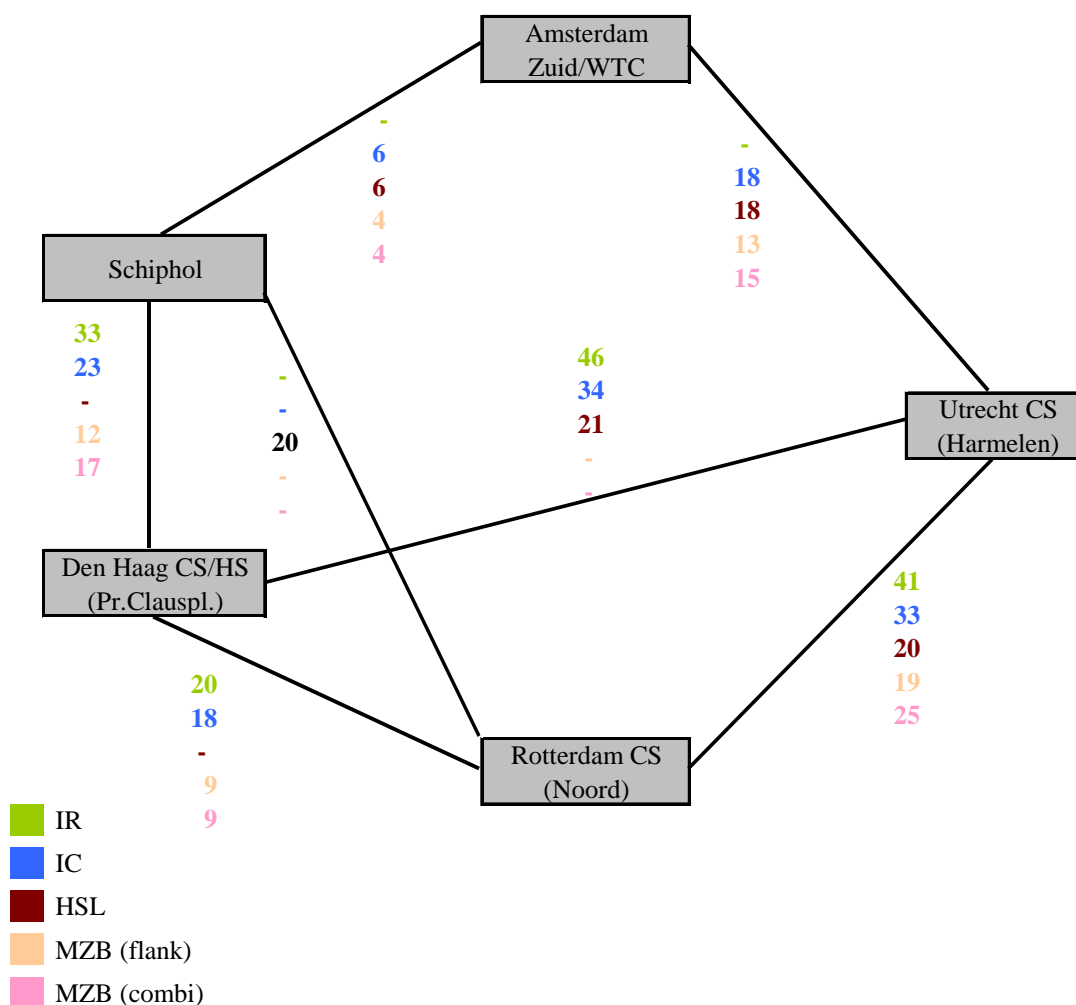 Amsterdam
Zuid/WTC
-
6
6
4
4
-
18
18
13
15
Schiphol
33
23
-
12
17
-
-
20
-
-
46
34
21
-
-
Utrecht CS
(Harmelen)
Den Haag CS/HS
(Pr.Clauspl.)
41
33
20
19
25
20
18
-
9
9
Rotterdam CS
(Noord)
IR
IC
HSL
MZB (flank)
MZB (combi)